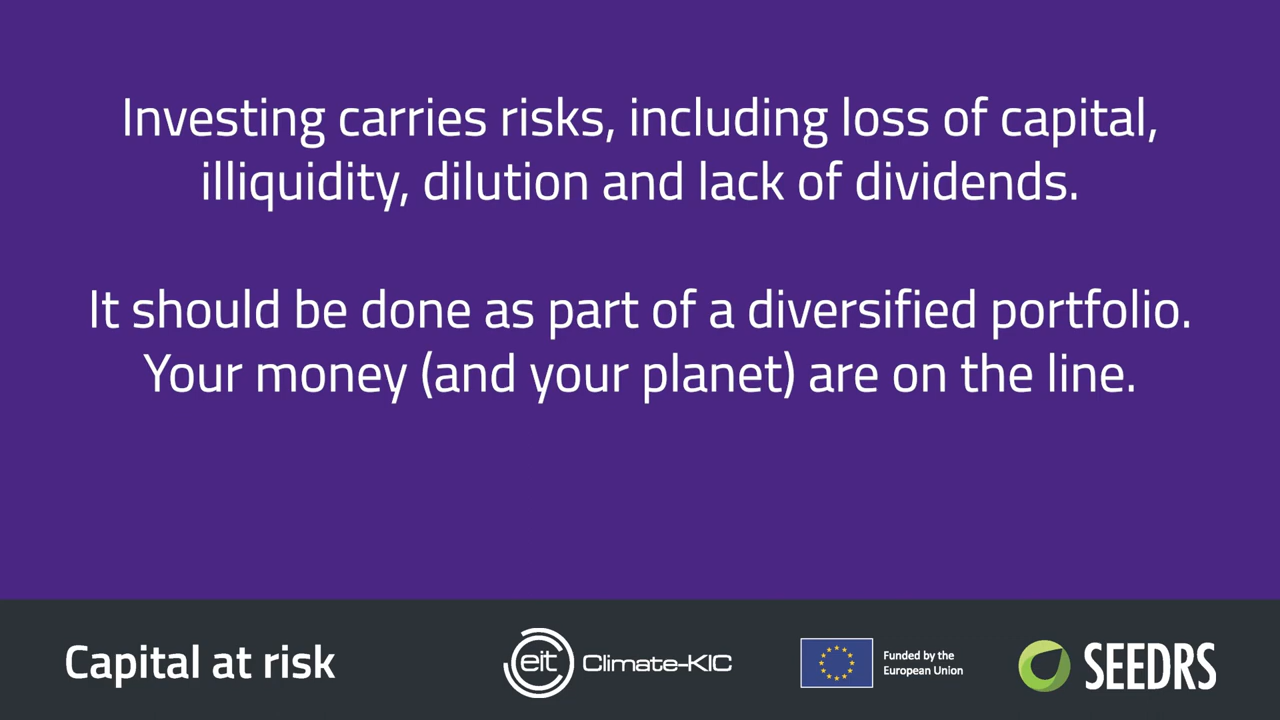 Investing carries risks, including loss of capital,
illiquidity, dilution and lack of dividends.
It should be done as part of a diversified portfolio.
Your money (and your planet) are on the line.
Capital at risk
eit Climate-KIC
Funded by the
European Union
SEEDRS